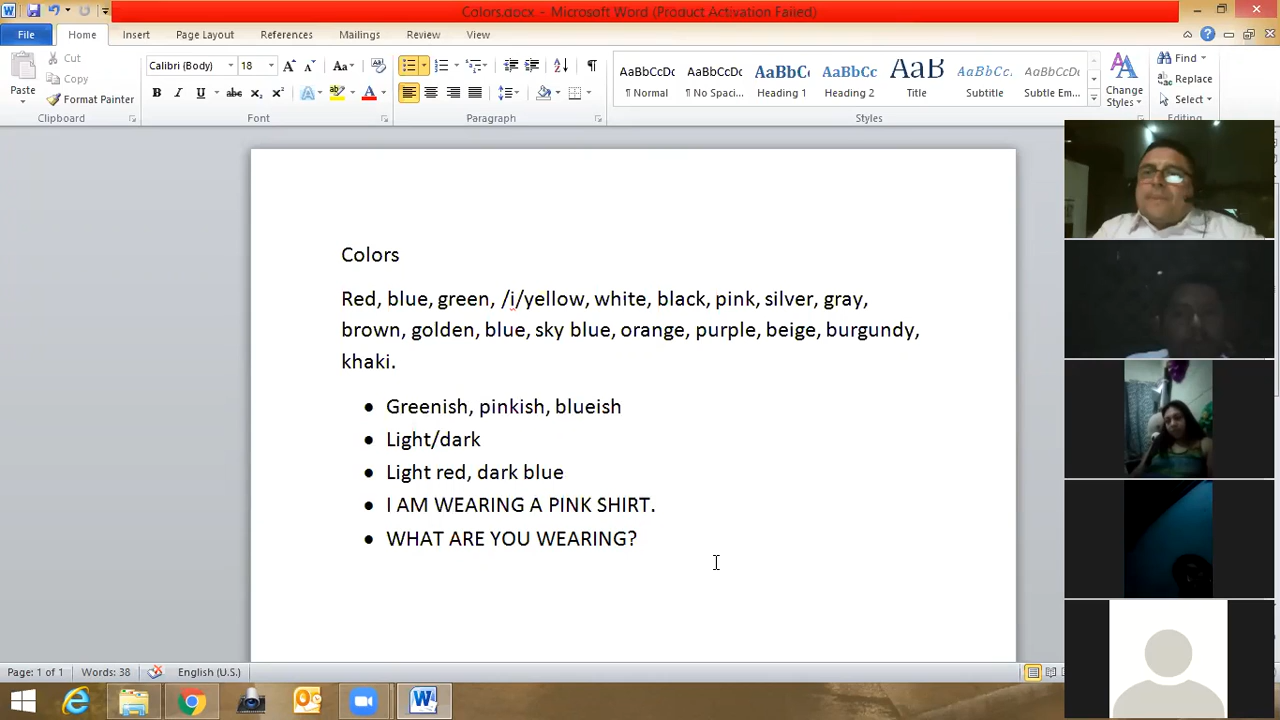 Colors.docx - Microsoft Word (Product Activation Failed)
File Home Insert Page Layout References Mailings Review View
Paste
Cut
Copy
Format Painter
Clipboard
Calibri (Body) 18
Font
Paragraph
AaBbCcDc AaBbCcDc AaBbC AaBbCc AaB AaBbCcL AaBbCcDc
¶ Normal ¶ No Spaci... Heading 1 Heading 2 Title Subtitle Subtle Em...
Styles
Change Styles
Find
Replace
Select
Editing
Colors
Red, blue, green, /i/yellow, white, black, pink, silver, gray,
brown, golden, blue, sky blue, orange, purple, beige, burgundy,
khaki.
• Greenish, pinkish, blueish
• Light/dark
• Light red, dark blue
• I AM WEARING A PINK SHIRT.
• WHAT ARE YOU WEARING?
Page: 1 of 1 Words: 38 English (U.S.)